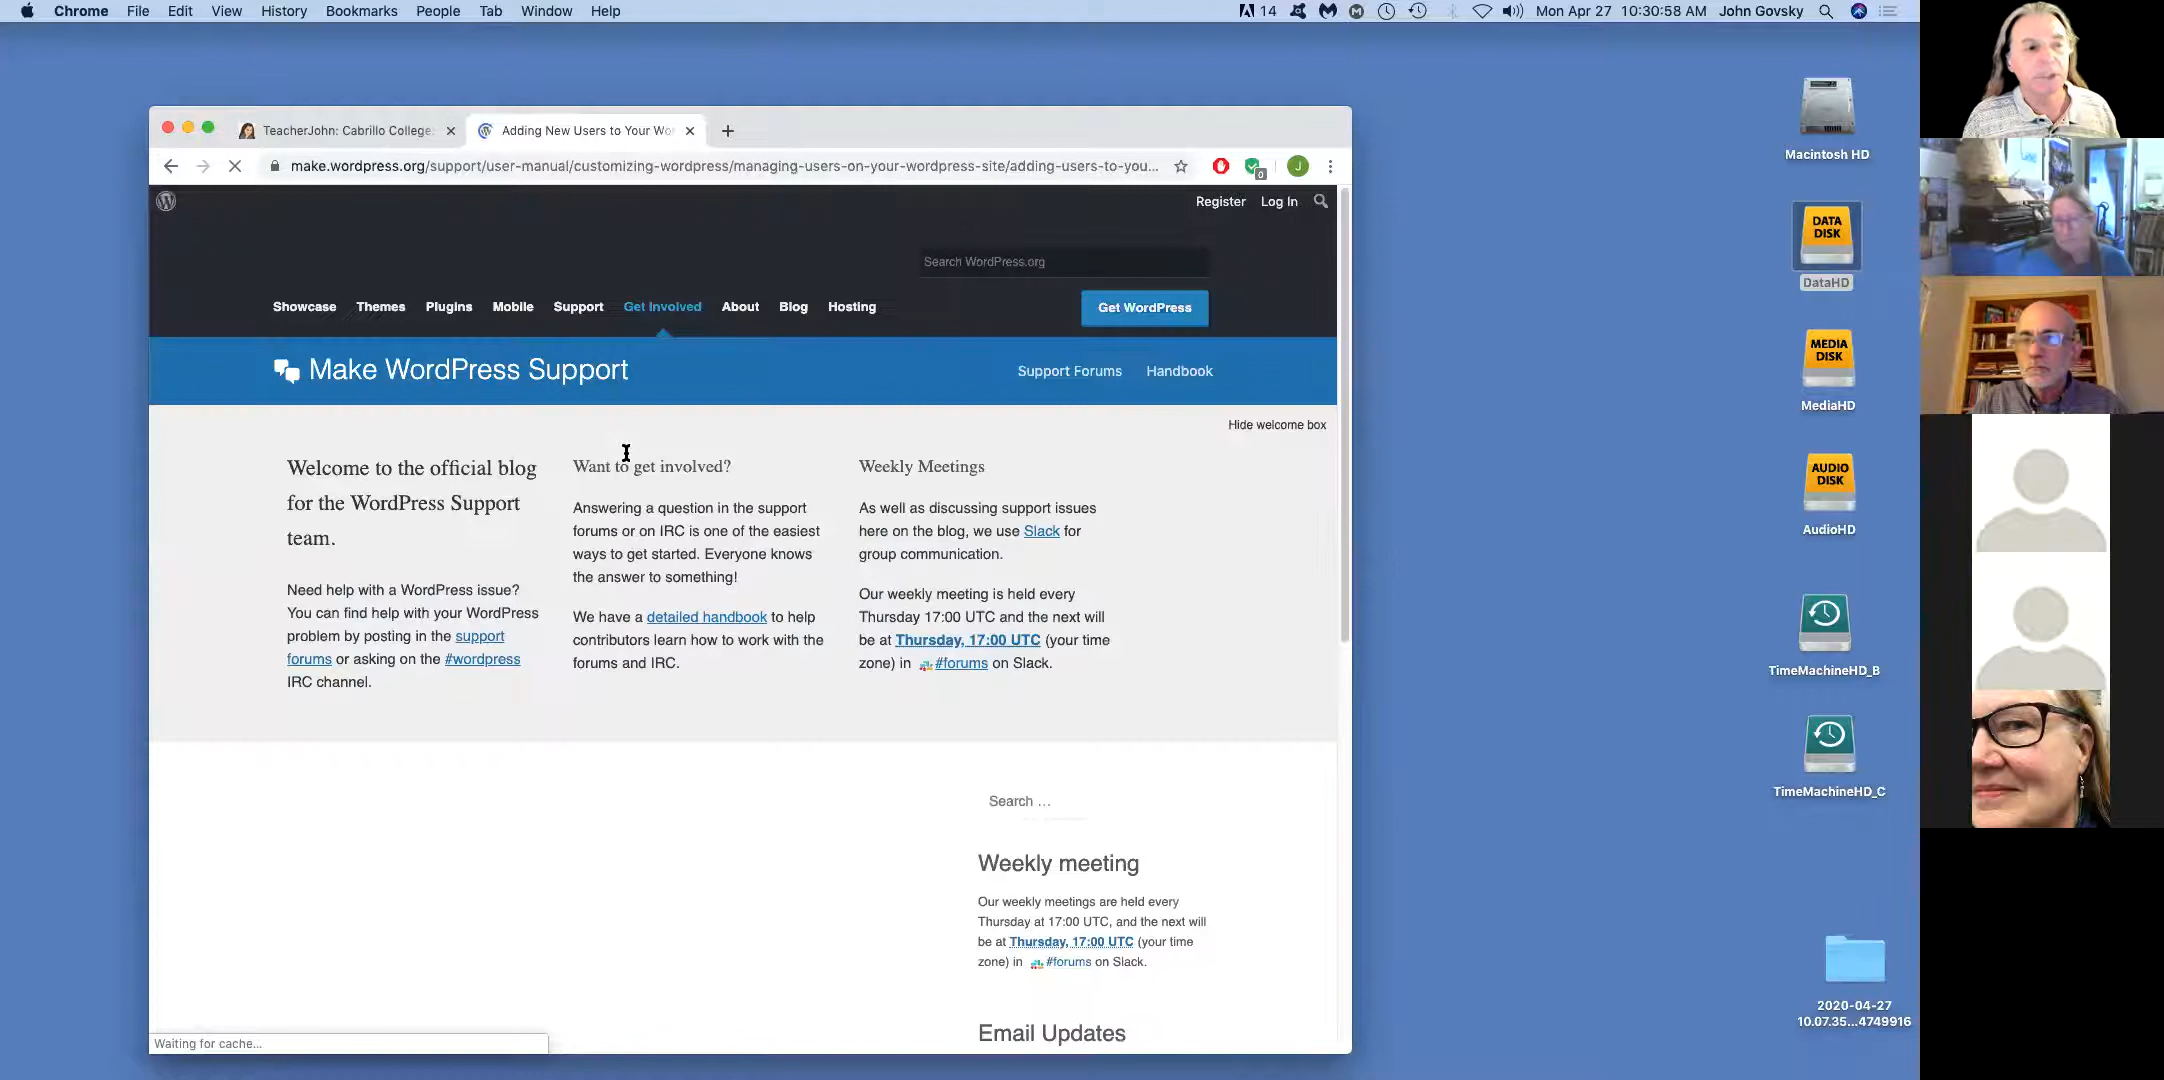 Chrome File Edit View History Bookmarks People Tab Window Help
14 Mon Apr 27 10:30:58 AM John Govsky
TeacherJohn: Cabrillo College:
Adding New Users to Your Wor
make.wordpress.org/support/user-manual/customizing-wordpress/managing-users-on-your-wordpress-site/adding-users-to-you...
0
J
Register Log In
Search WordPress.org
Showcase Themes Plugins Mobile Support Get Involved About Blog Hosting
Get WordPress
Make WordPress Support
Support Forums Handbook
Hide welcome box
Welcome to the official blog
for the WordPress Support
team.
Need help with a WordPress issue?
You can find help with your WordPress
problem by posting in the support
forums or asking on the #wordpress
IRC channel.
Want to get involved?
Answering a question in the support
forums or on IRC is one of the easiest
ways to get started. Everyone knows
the answer to something!
We have a detailed handbook to help
contributors learn how to work with the
forums and IRC.
Weekly Meetings
As well as discussing support issues
here on the blog, we use Slack for
group communication.
Our weekly meeting is held every
Thursday 17:00 UTC and the next will
be at Thursday, 17:00 UTC (your time
zone) in #forums on Slack.
Search …
Weekly meeting
Our weekly meetings are held every
Thursday at 17:00 UTC, and the next will
be at Thursday, 17:00 UTC (your time
zone) in #forums on Slack.
Email Updates
Waiting for cache...
Macintosh HD
DATA
DISK
DataHD
MEDIA
DISK
MediaHD
AUDIO
DISK
AudioHD
TimeMachineHD_B
TimeMachineHD_C
2020-04-27
10.07.35...4749916